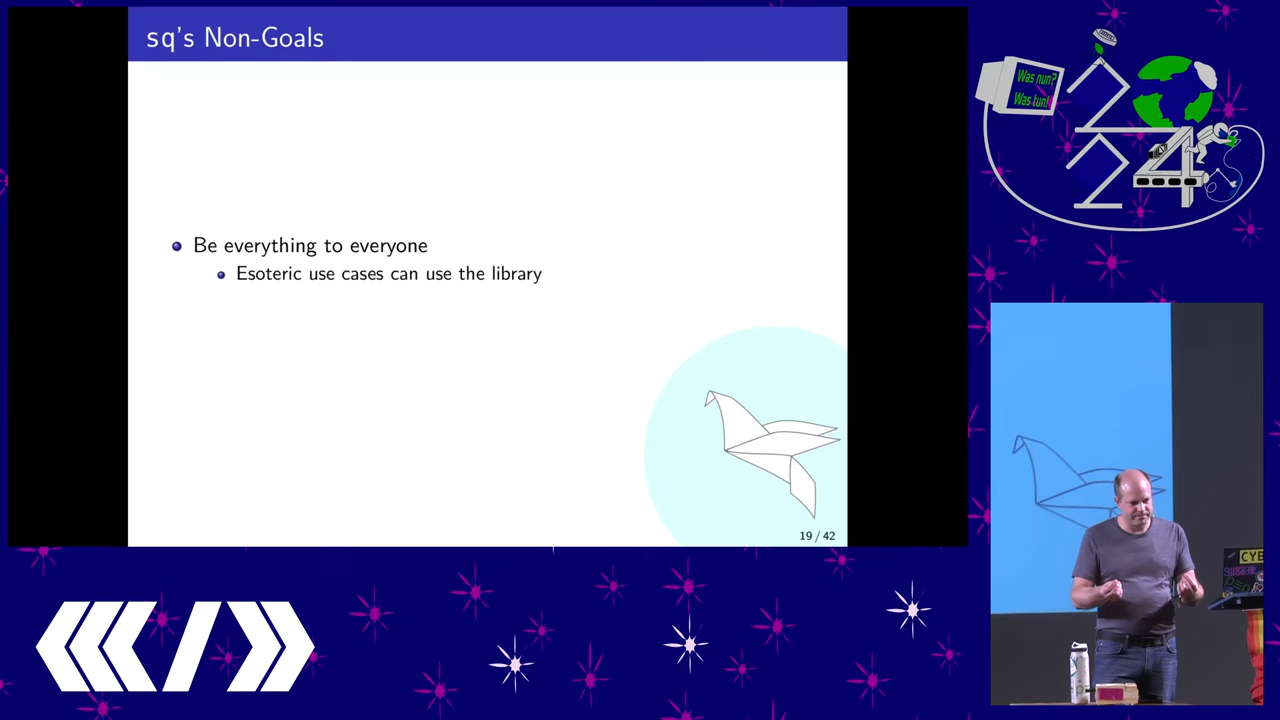 sq's Non-Goals
Be everything to everyone
Esoteric use cases can use the library
19 / 42
Was nun?
Was tun!
2024